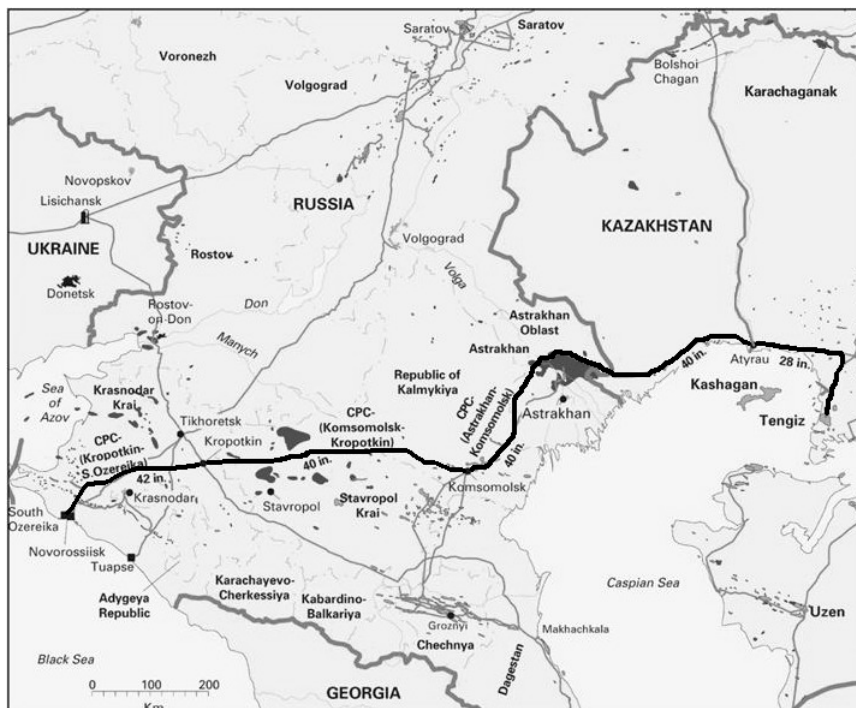 Saratov
Saratov
Voronezh
Volgograd
Bolshoi
Chagan
Karachaganak
Novopskov
Lisichansk
RUSSIA
KAZAKHSTAN
UKRAINE
Rostov
Volgograd
Volga
Donetsk
Don
Rostov-
on-Don
Manych
Astrakhan
Oblast
Astrakhan
Sea
of
Azov
Krasnodar
Krai
Republic of
Kalmykiya
40 in.
Atyrau
28 in.
Kashagan
Tengiz
Tikhoretsk
CPC-
(Komsomolsk-
Kropotkin)
CPC-
(Astrakhan-
Komsomolsk)
Astrakhan
CPC-
(Kropotkin-
S.Ozereika)
Kropotkin
40 in.
40 in.
42 in.
Krasnodar
Komsomolsk
Stavropol
Stavropol
Krai
South
Ozereika
Novorossiisk
Tuapse
Adygeya
Republic
Karachayevo-
Cherkessiya
Kabardino-
Balkariya
Caspian Sea
Uzen
Groznyi
Makhachkala
Chechnya
Dagestan
Black Sea
GEORGIA
0 100 200
Km